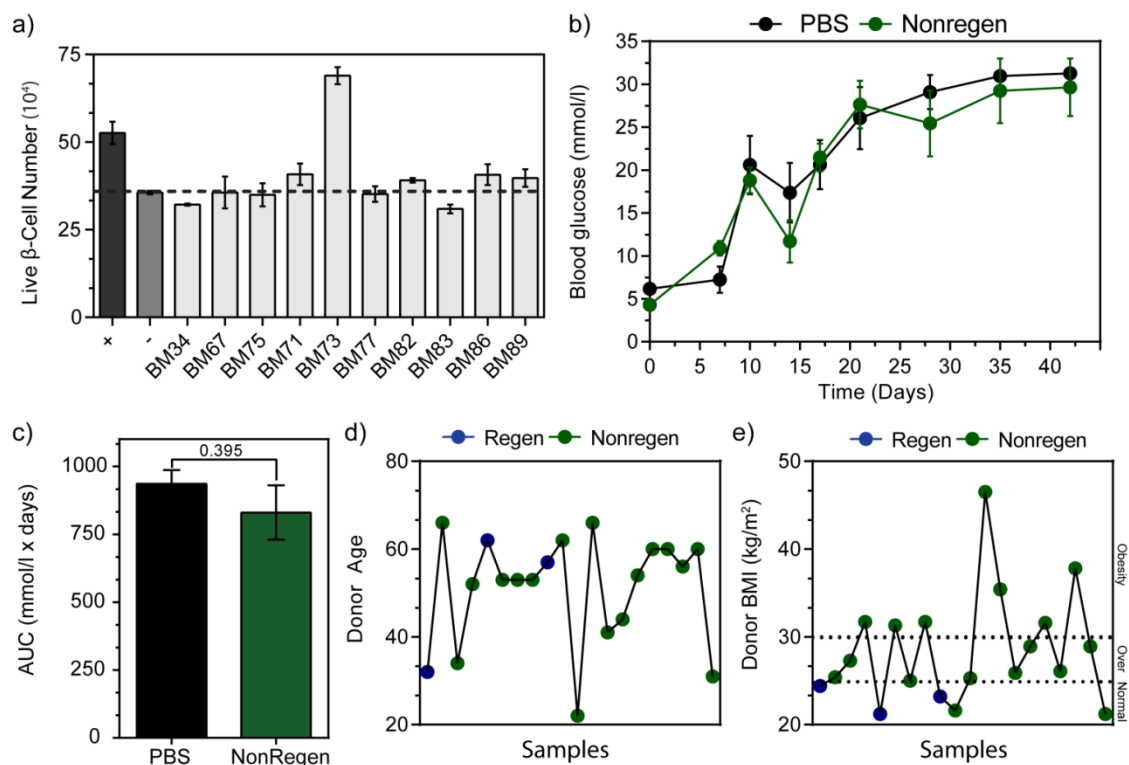 a)
Live β-Cell Number (10⁴)
75
50
25
0
+
-
BM34
BM67
BM75
BM71
BM73
BM77
BM82
BM83
BM86
BM89
b)
PBS Nonregen
Blood glucose (mmol/l)
35
30
25
20
15
10
5
0
0 5 10 15 20 25 30 35 40
Time (Days)
c)
AUC (mmol/l x days)
1000
750
500
250
0
0.395
PBS NonRegen
d)
Regen Nonregen
Donor Age
80
60
40
20
Samples
e)
Regen Nonregen
Donor BMI (kg/m²)
50
40
30
20
Obesity
Over
Normal
Samples